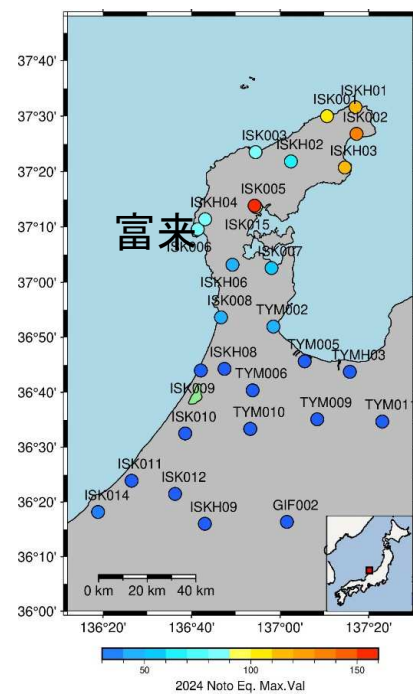 37°40′
37°30′
37°20′
37°10′
37°00′
36°50′
36°40′
36°30′
36°20′
36°10′
36°00′
ISKH01
ISK001
ISK002
ISK003
ISKH02
ISKH03
ISK005
ISKH04
ISK015
富来
ISK006
ISK007
ISKH06
ISK008
TYM002
TYM005
ISKH08
TYMH03
TYM006
ISK009
ISK010
TYM010
TYM009
TYM011
ISK011
ISK012
ISK014
ISKH09
GIF002
0 km 20 km 40 km
136°20′ 136°40′ 137°00′ 137°20′
50 100 150
2024 Noto Eq. Max.Val